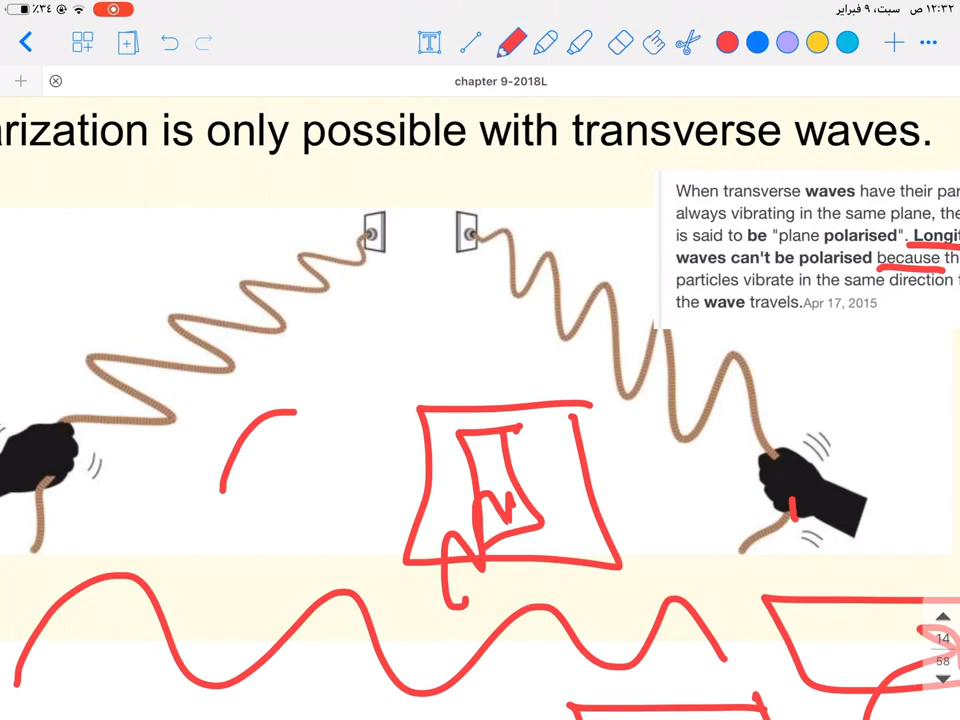 ٪٣٤
١٢:٣٢ ص سبت، ٩ فبراير
T
chapter 9-2018L
arization is only possible with transverse waves.
When transverse waves have their par
always vibrating in the same plane, the
is said to be "plane polarised". Longit
waves can't be polarised because th
particles vibrate in the same direction t
the wave travels.Apr 17, 2015
14
58